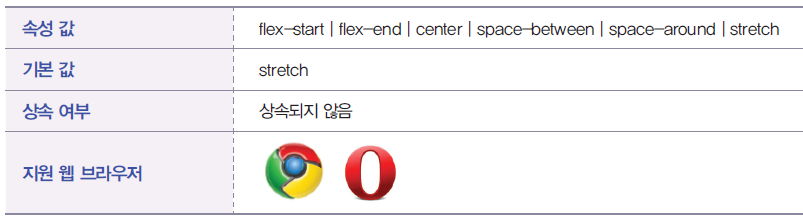 속성 값 flex-start | flex-end | center | space-between | space-around | stretch
기본 값 stretch
상속 여부 상속되지 않음
지원 웹 브라우저